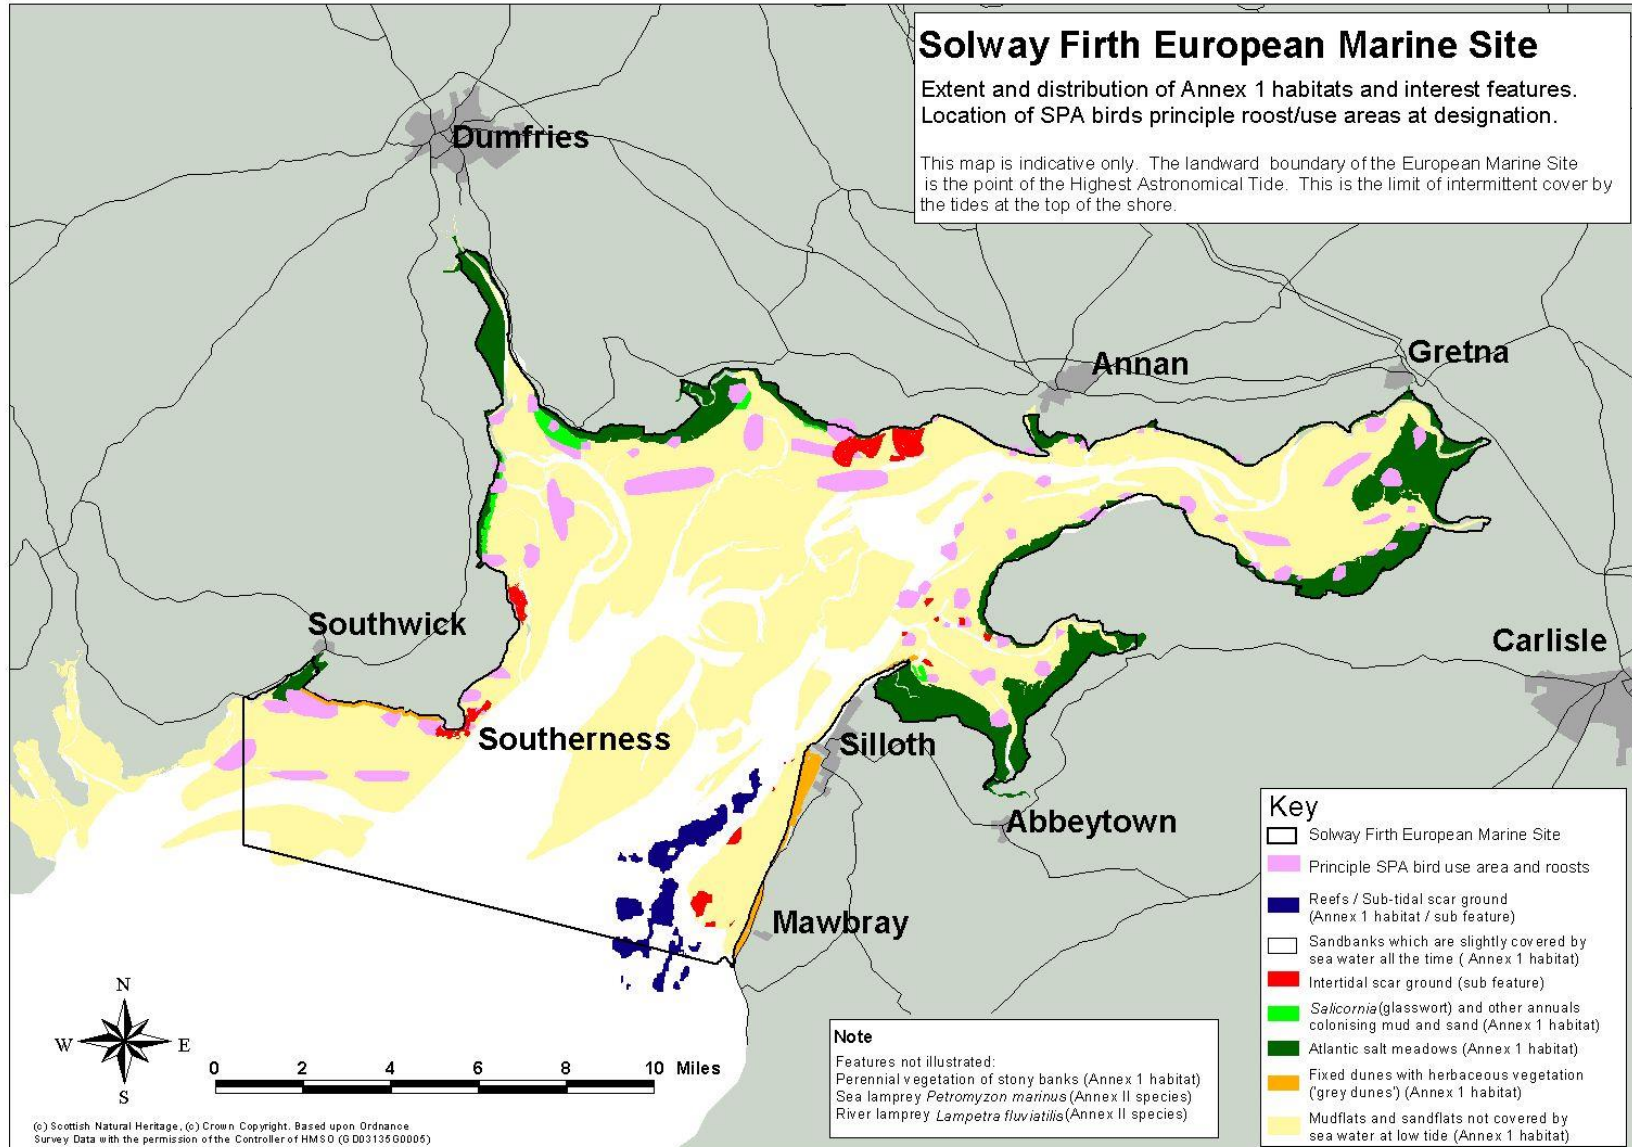 Solway Firth European Marine Site
Extent and distribution of Annex 1 habitats and interest features.
Location of SPA birds principle roost/use areas at designation.
This map is indicative only. The landward boundary of the European Marine Site
is the point of the Highest Astronomical Tide. This is the limit of intermittent cover by
the tides at the top of the shore.
Dumfries
Annan
Gretna
Southwick
Carlisle
Southerness
Silloth
Abbeytown
Mawbray
Key
Solway Firth European Marine Site
Principle SPA bird use area and roosts
Reefs / Sub-tidal scar ground
(Annex 1 habitat / sub feature)
Sandbanks which are slightly covered by
sea water all the time ( Annex 1 habitat)
Intertidal scar ground (sub feature)
Salicornia (glasswort) and other annuals
colonising mud and sand (Annex 1 habitat)
Atlantic salt meadows (Annex 1 habitat)
Fixed dunes with herbaceous vegetation
('grey dunes') (Annex 1 habitat)
Mudflats and sandflats not covered by
sea water at low tide (Annex 1 habitat)
N
W E
S
0 2 4 6 8 10 Miles
Note
Features not illustrated:
Perennial vegetation of stony banks (Annex 1 habitat)
Sea lamprey Petromyzon marinus (Annex II species)
River lamprey Lampetra fluviatilis (Annex II species)
(c) Scottish Natural Heritage, (c) Crown Copyright. Based upon Ordnance
Survey Data with the permission of the Controller of HMSO (GD03135G0005)